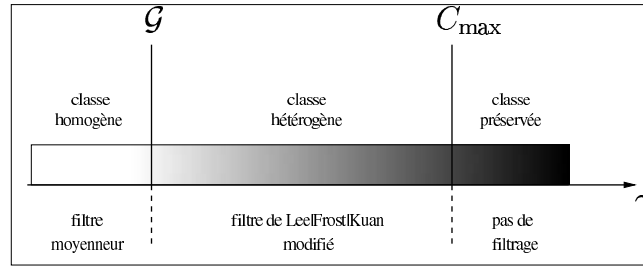 𝒢
C_max
classe
homogène
classe
hétérogène
classe
préservée
filtre
moyenneur
filtre de Lee|Frost|Kuan
modifié
pas de
filtrage